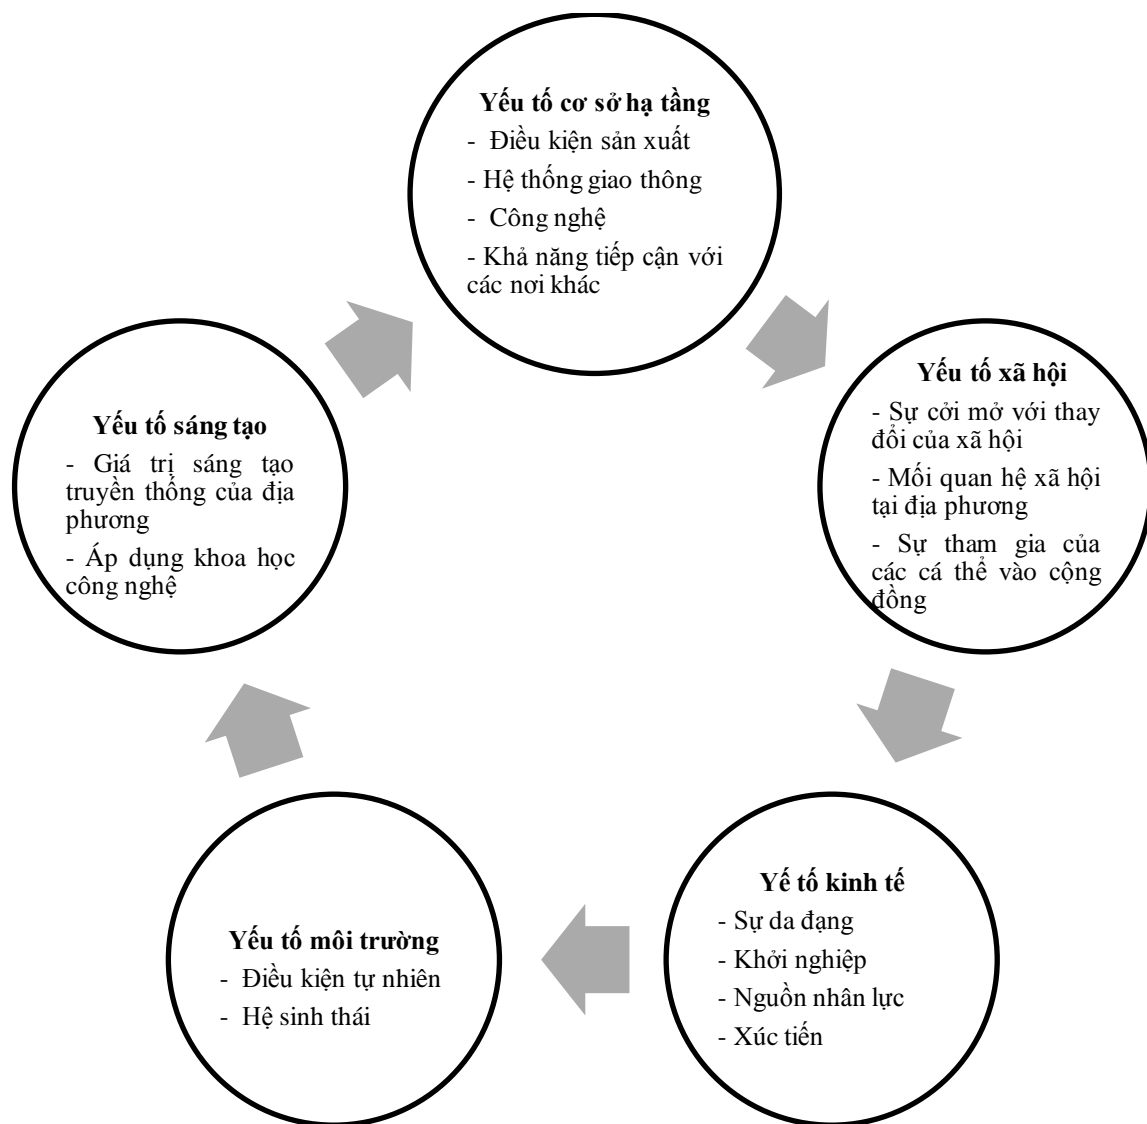 Yếu tố cơ sở hạ tầng
- Điều kiện sản xuất
- Hệ thống giao thông
- Công nghệ
- Khả năng tiếp cận với
các nơi khác
Yếu tố xã hội
- Sự cởi mở với thay
đổi của xã hội
- Mối quan hệ xã hội
tại địa phương
- Sự tham gia của
các cá thể vào cộng
đồng
Yế tố kinh tế
- Sự da đạng
- Khởi nghiệp
- Nguồn nhân lực
- Xúc tiến
Yếu tố môi trường
- Điều kiện tự nhiên
- Hệ sinh thái
Yếu tố sáng tạo
- Giá trị sáng tạo
truyền thống của địa
phương
- Áp dụng khoa học
công nghệ